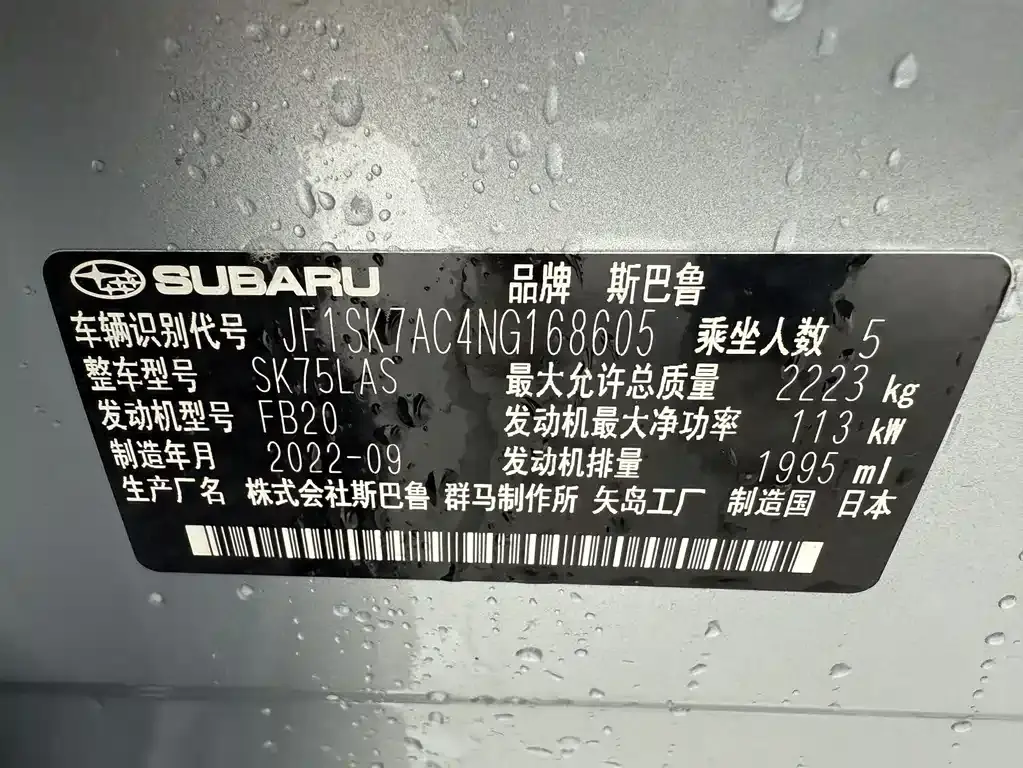 SUBARU 品牌 斯巴鲁
车辆识别代号 JF1SK7AC4NG168605 乘坐人数 5
整车型号 SK75LAS 最大允许总质量 2223 kg
发动机型号 FB20 发动机最大净功率 113 kW
制造年月 2022-09 发动机排量 1995 ml
生产厂名 株式会社斯巴鲁 群马制作所 矢岛工厂 制造国 日本